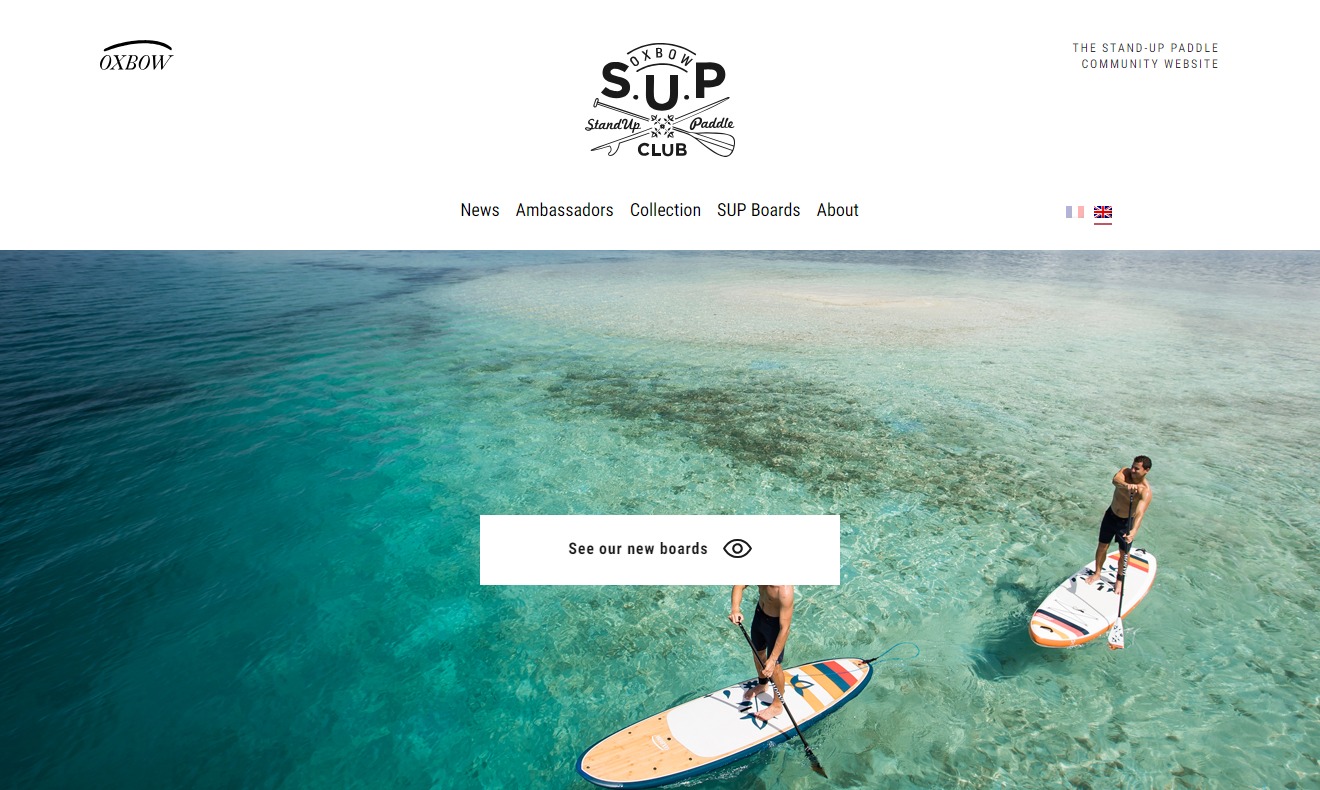 OXBOW
OXBOW
S.U.P
StandUp Paddle
CLUB
THE STAND-UP PADDLE
COMMUNITY WEBSITE
News Ambassadors Collection SUP Boards About
See our new boards